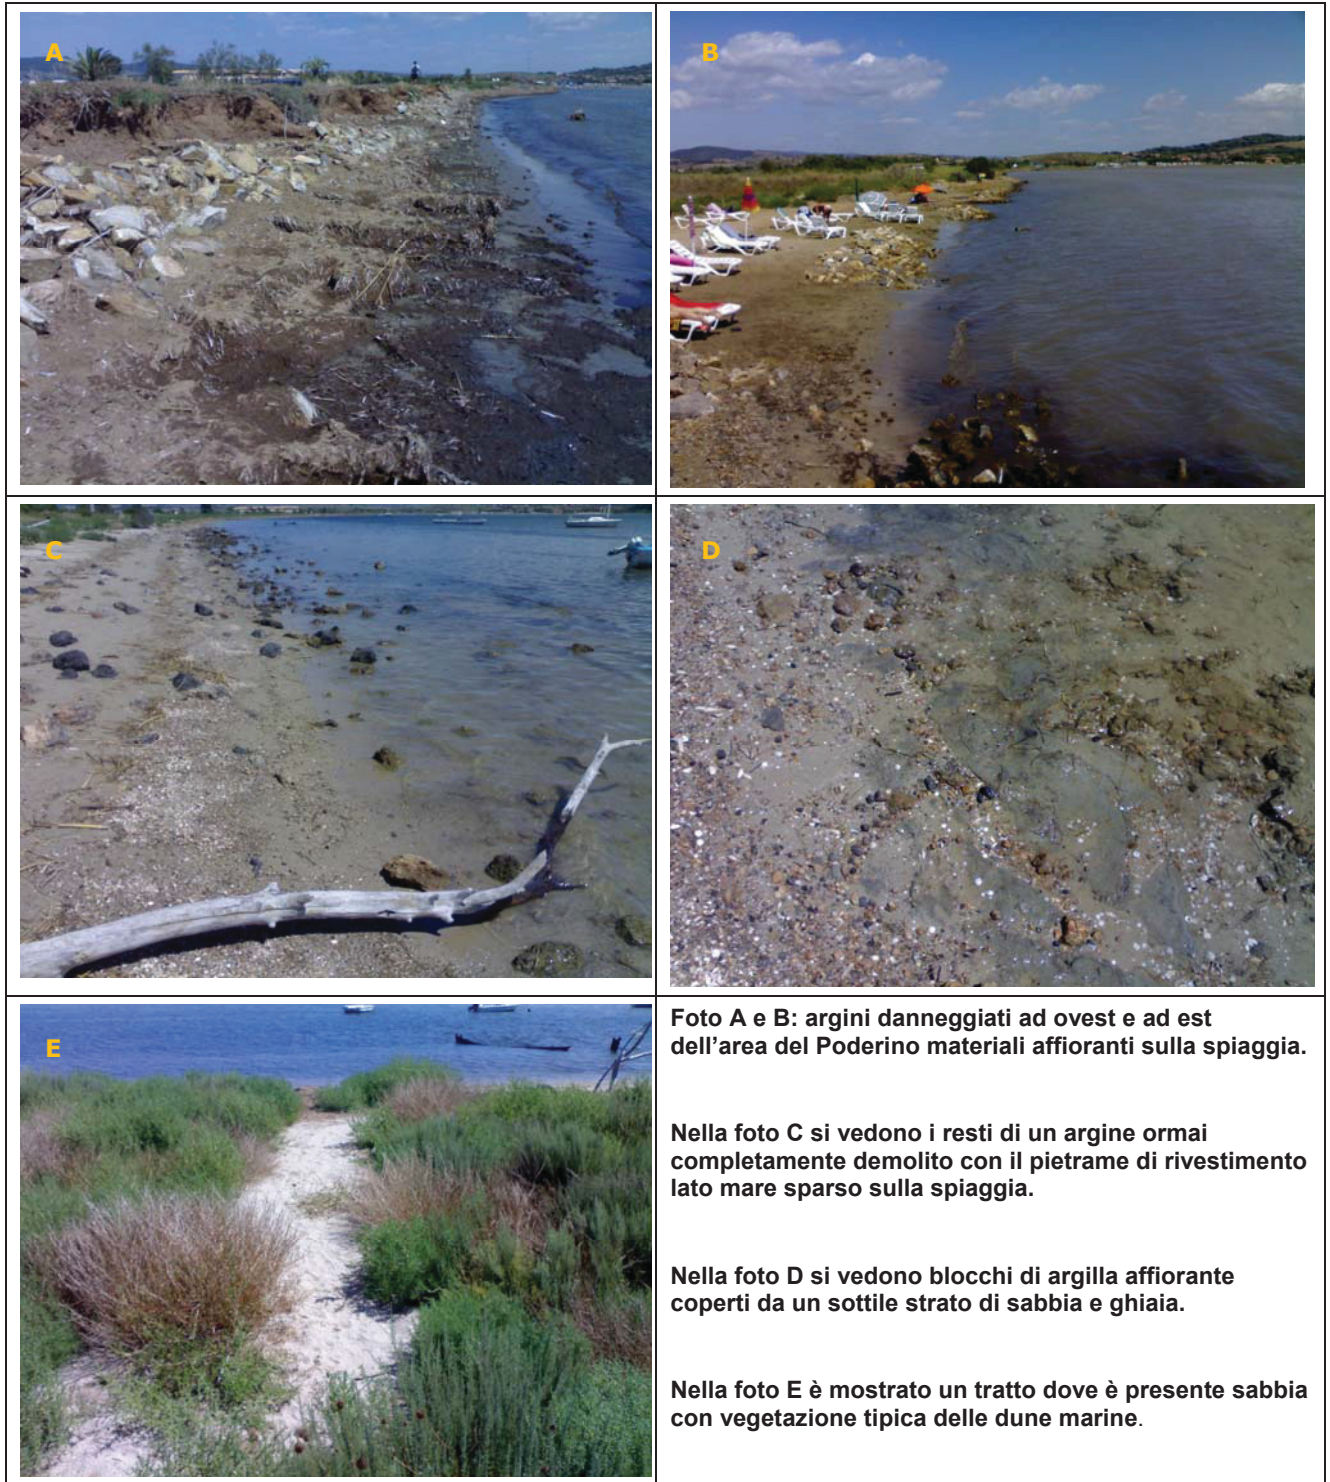 A
B
C
D
E
Foto A e B: argini danneggiati ad ovest e ad est
dell'area del Poderino materiali affioranti sulla spiaggia.
Nella foto C si vedono i resti di un argine ormai
completamente demolito con il pietrame di rivestimento
lato mare sparso sulla spiaggia.
Nella foto D si vedono blocchi di argilla affiorante
coperti da un sottile strato di sabbia e ghiaia.
Nella foto E è mostrato un tratto dove è presente sabbia
con vegetazione tipica delle dune marine.